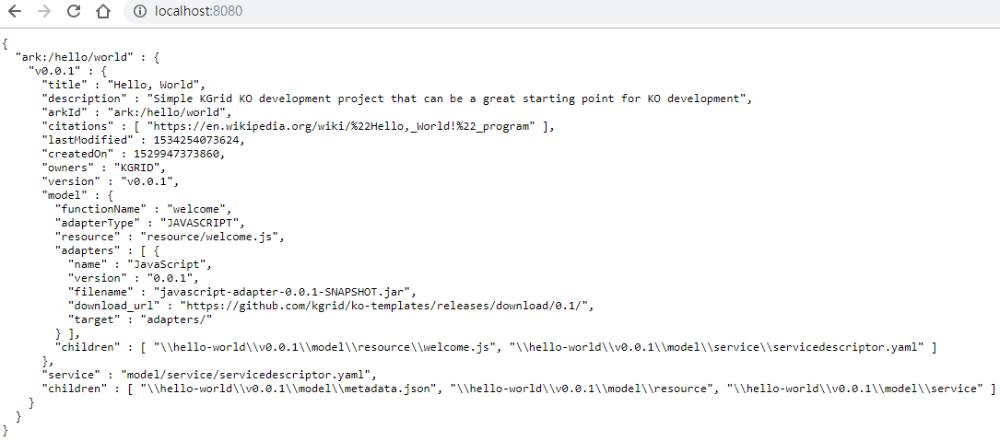 localhost:8080
{
  "ark:/hello/world" : {
    "v0.0.1" : {
      "title" : "Hello, World",
      "description" : "Simple KGrid KO development project that can be a great starting point for KO development",
      "arkId" : "ark:/hello/world",
      "citations" : [ "https://en.wikipedia.org/wiki/%22Hello,_World!%22_program" ],
      "lastModified" : 1534254073624,
      "createdOn" : 1529947373860,
      "owners" : "KGRID",
      "version" : "v0.0.1",
      "model" : {
        "functionName" : "welcome",
        "adapterType" : "JAVASCRIPT",
        "resource" : "resource/welcome.js",
        "adapters" : [ {
          "name" : "JavaScript",
          "version" : "0.0.1",
          "filename" : "javascript-adapter-0.0.1-SNAPSHOT.jar",
          "download_url" : "https://github.com/kgrid/ko-templates/releases/download/0.1/",
          "target" : "adapters/"
        } ],
        "children" : [ "\\hello-world\\v0.0.1\\model\\resource\\welcome.js", "\\hello-world\\v0.0.1\\model\\service\\servicedescriptor.yaml" ]
      },
      "service" : "model/service/servicedescriptor.yaml",
      "children" : [ "\\hello-world\\v0.0.1\\model\\metadata.json", "\\hello-world\\v0.0.1\\model\\resource", "\\hello-world\\v0.0.1\\model\\service" ]
    }
  }
}